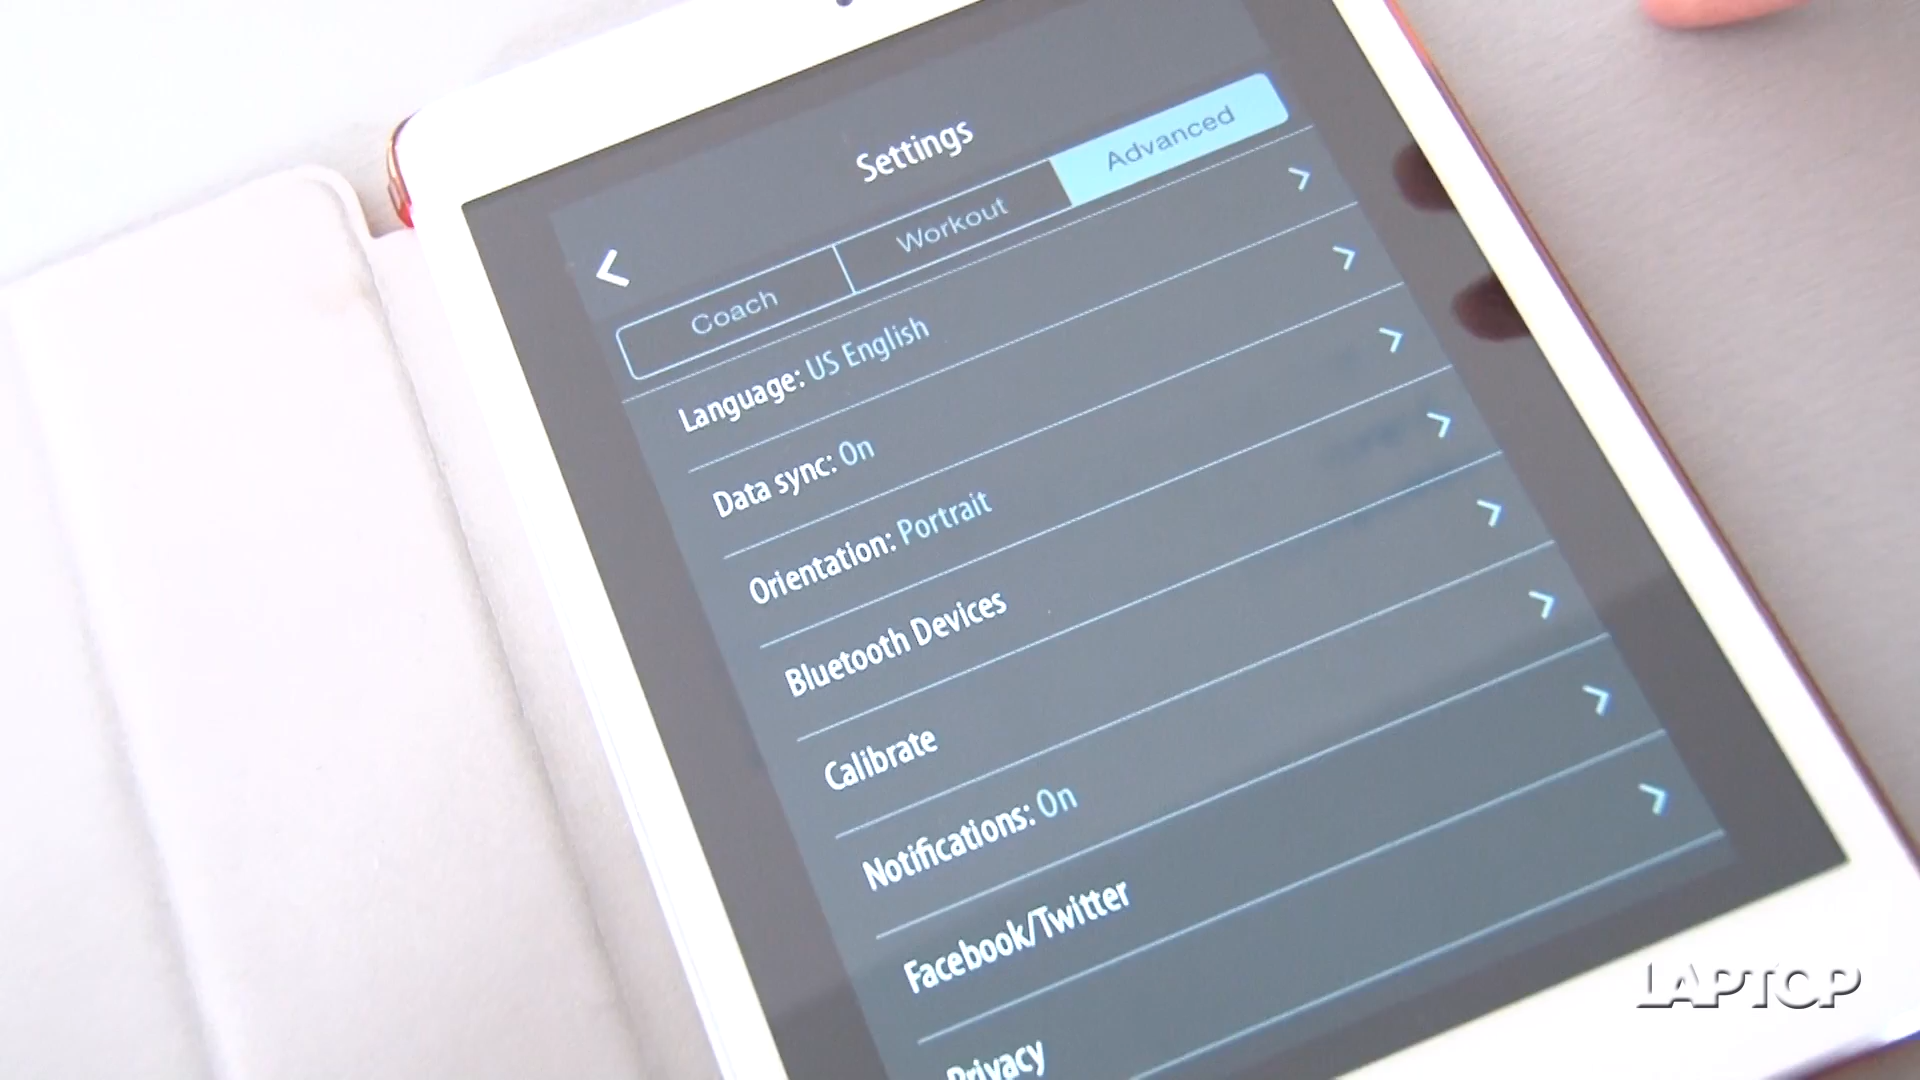 Settings
Coach Workout Advanced
Language: US English
Data sync: On
Orientation: Portrait
Bluetooth Devices
Calibrate
Notifications: On
Facebook/Twitter
Privacy
LAPTOP